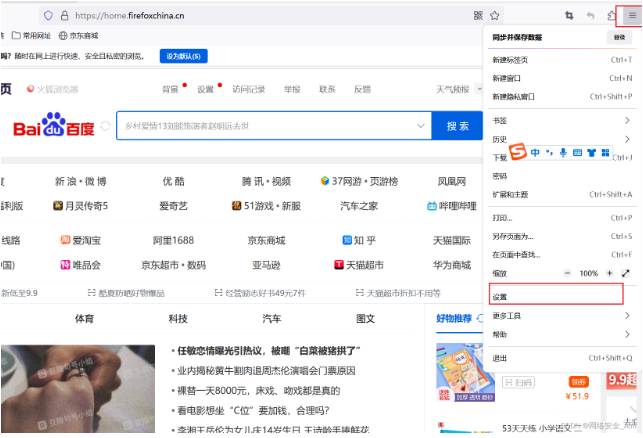 https://home.firefoxchina.cn
常用网址 京东商城
吗？随时在网上进行快速、安全且私密的浏览。 设为默认(S)
页 火狐浏览器 背景 设置 访问记录 举报 联系 反馈 天气预报
Bai 百度 乡村爱情13刘能饰演者赵明远去世 搜 索
新 浪 • 微 博 优 酷 腾 讯 • 视频 37网游 • 页游榜 凤凰网
福利版 月灵传奇5 爱奇艺 51游戏 • 新服 汽车之家 哔哩哔哩
线路 爱淘宝 阿里1688 京东商城 知 乎 天猫国际
国) 唯品会 京东超市 • 数码 亚马逊 天猫超市 华为商城
新低至9.9 酷夏防晒好物爆品 经营励志好书49元7件 天猫超市折扣不用等
体育 科技 汽车 图文 好物推荐
• 任敏恋情曝光引热议，被嘲“白菜被猪拱了”
• 业内揭秘黄牛割肉退周杰伦演唱会门票原因
• 裸替一天8000元，床戏、吻戏都是真的
• 看电影想坐“C位”要加钱，合理吗？
• 李湘王岳伦为女儿庆14岁生日 王诗龄手捧鲜花
扫码 领券
¥51.9
53天天练 小学语文
9.9起
同步并保存数据 登录
新建标签页 Ctrl+T
新建窗口 Ctrl+N
新建隐私窗口 Ctrl+Shift+P
书签
历史
中
下载 Ctrl+J
密码
扩展和主题 Ctrl+Shift+A
打印... Ctrl+P
另存页面为... Ctrl+S
在页面中查找... Ctrl+F
缩放 100%
设置
更多工具
帮助
退出 Ctrl+Shift+Q